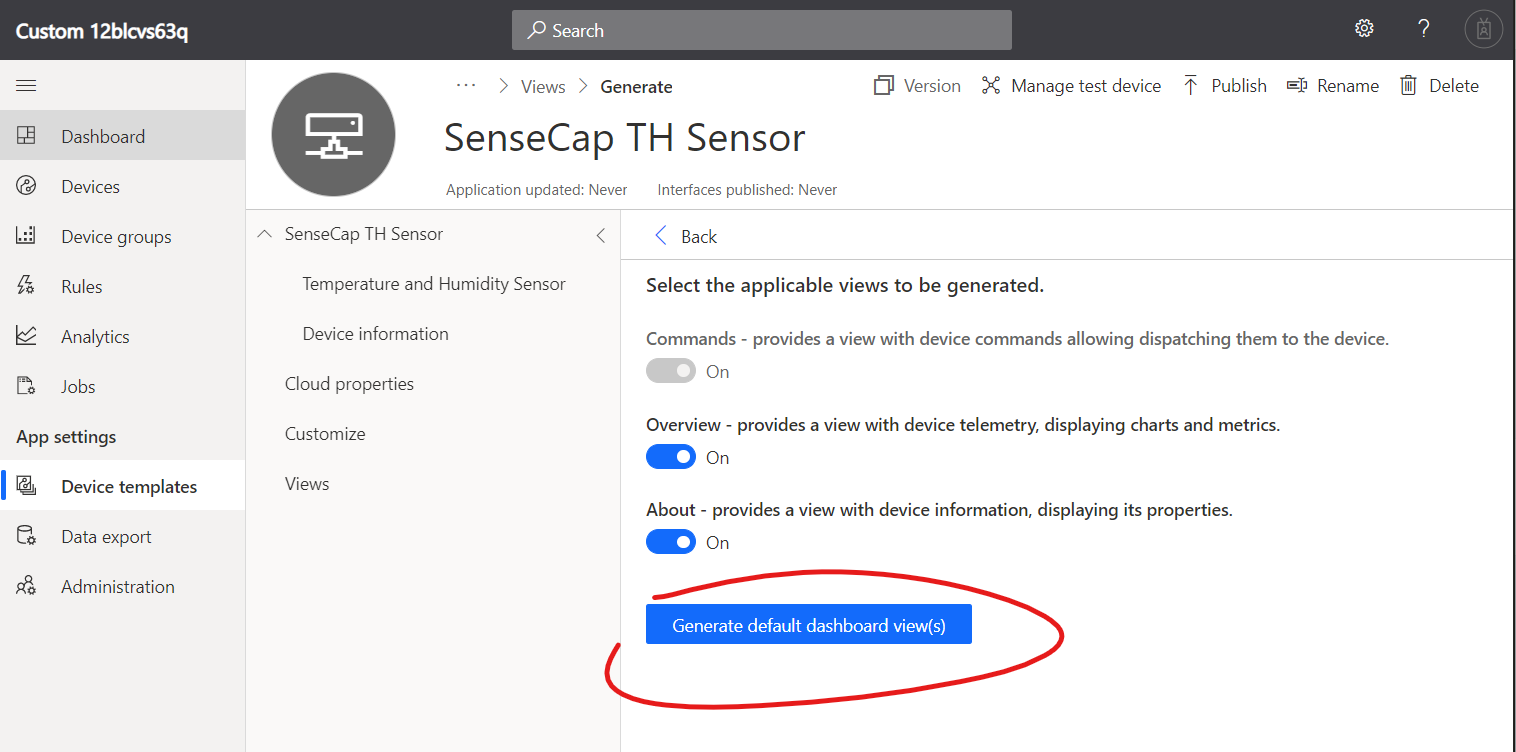 Custom 12blcvs63q
Search
?
Dashboard
Devices
Device groups
Rules
Analytics
Jobs
App settings
Device templates
Data export
Administration
... > Views > Generate
Version
Manage test device
Publish
Rename
Delete
SenseCap TH Sensor
Application updated: Never
Interfaces published: Never
SenseCap TH Sensor
Temperature and Humidity Sensor
Device information
Cloud properties
Customize
Views
Back
Select the applicable views to be generated.
Commands - provides a view with device commands allowing dispatching them to the device.
On
Overview - provides a view with device telemetry, displaying charts and metrics.
On
About - provides a view with device information, displaying its properties.
On
Generate default dashboard view(s)